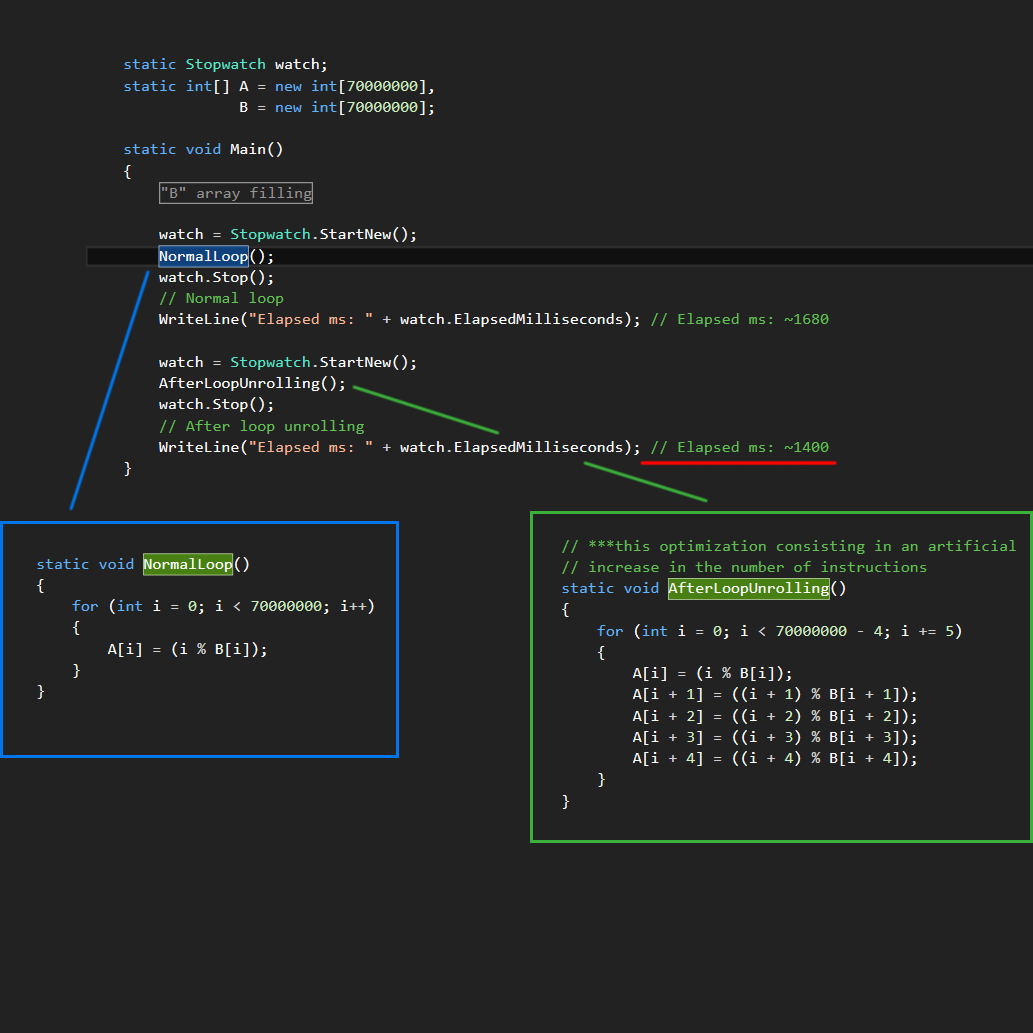 static Stopwatch watch;
static int[] A = new int[70000000],
B = new int[70000000];
static void Main()
{
"B" array filling
watch = Stopwatch.StartNew();
NormalLoop();
watch.Stop();
// Normal loop
WriteLine("Elapsed ms: " + watch.ElapsedMilliseconds); // Elapsed ms: ~1680
watch = Stopwatch.StartNew();
AfterLoopUnrolling();
watch.Stop();
// After loop unrolling
WriteLine("Elapsed ms: " + watch.ElapsedMilliseconds); // Elapsed ms: ~1400
}
static void NormalLoop()
{
for (int i = 0; i < 70000000; i++)
{
A[i] = (i % B[i]);
}
}
// ***this optimization consisting in an artificial
// increase in the number of instructions
static void AfterLoopUnrolling()
{
for (int i = 0; i < 70000000 - 4; i += 5)
{
A[i] = (i % B[i]);
A[i + 1] = ((i + 1) % B[i + 1]);
A[i + 2] = ((i + 2) % B[i + 2]);
A[i + 3] = ((i + 3) % B[i + 3]);
A[i + 4] = ((i + 4) % B[i + 4]);
}
}